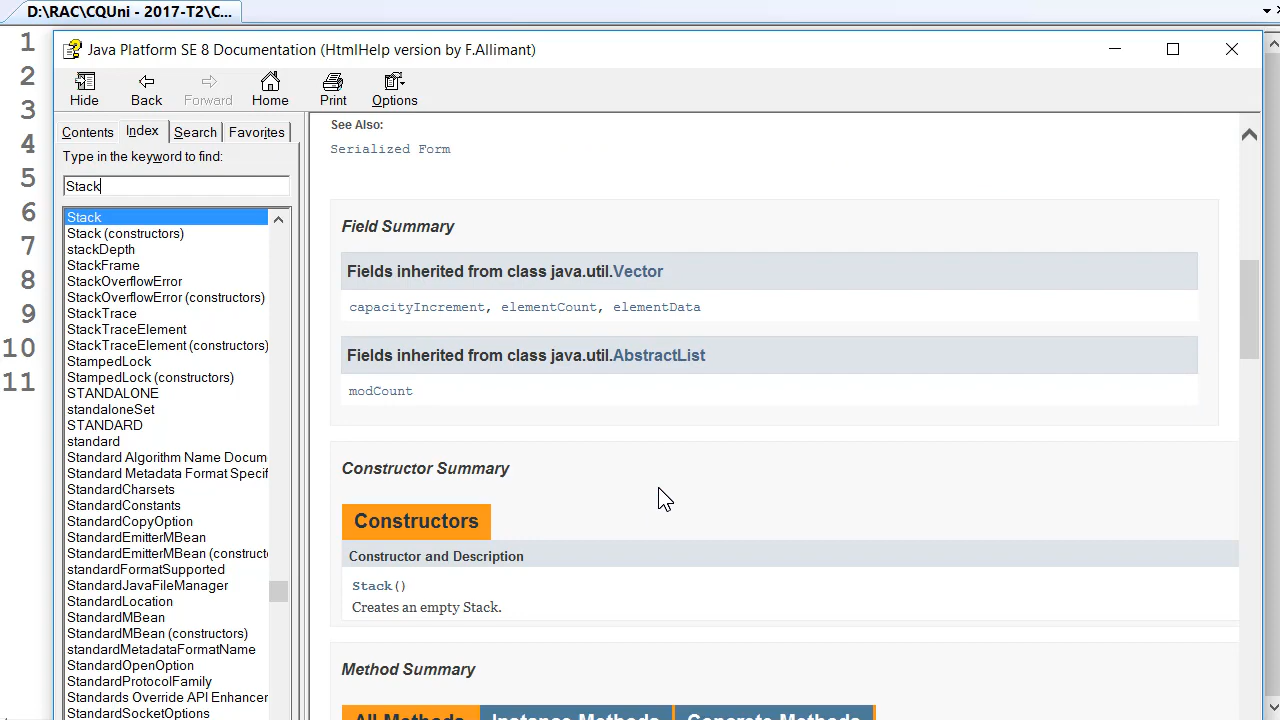 D:\RAC\CQUni - 2017-T2\C...
1
2
3
4
5
6
7
8
9
10
11
Java Platform SE 8 Documentation (HtmlHelp version by F.Allimant)
Hide Back Forward Home Print Options
Contents Index Search Favorites
Type in the keyword to find:
Stack
Stack
Stack (constructors)
stackDepth
StackFrame
StackOverflowError
StackOverflowError (constructors)
StackTrace
StackTraceElement
StackTraceElement (constructors)
StampedLock
StampedLock (constructors)
STANDALONE
standaloneSet
STANDARD
standard
Standard Algorithm Name Docum
Standard Metadata Format Specif
StandardCharsets
StandardConstants
StandardCopyOption
StandardEmitterMBean
StandardEmitterMBean (construct
standardFormatSupported
StandardJavaFileManager
StandardLocation
StandardMBean
StandardMBean (constructors)
standardMetadataFormatName
StandardOpenOption
StandardProtocolFamily
Standards Override API Enhancer
StandardSocketOptions
See Also:
Serialized Form
Field Summary
Fields inherited from class java.util.Vector
capacityIncrement, elementCount, elementData
Fields inherited from class java.util.AbstractList
modCount
Constructor Summary
Constructors
Constructor and Description
Stack()
Creates an empty Stack.
Method Summary
All Methods Instance Methods Concrete Methods